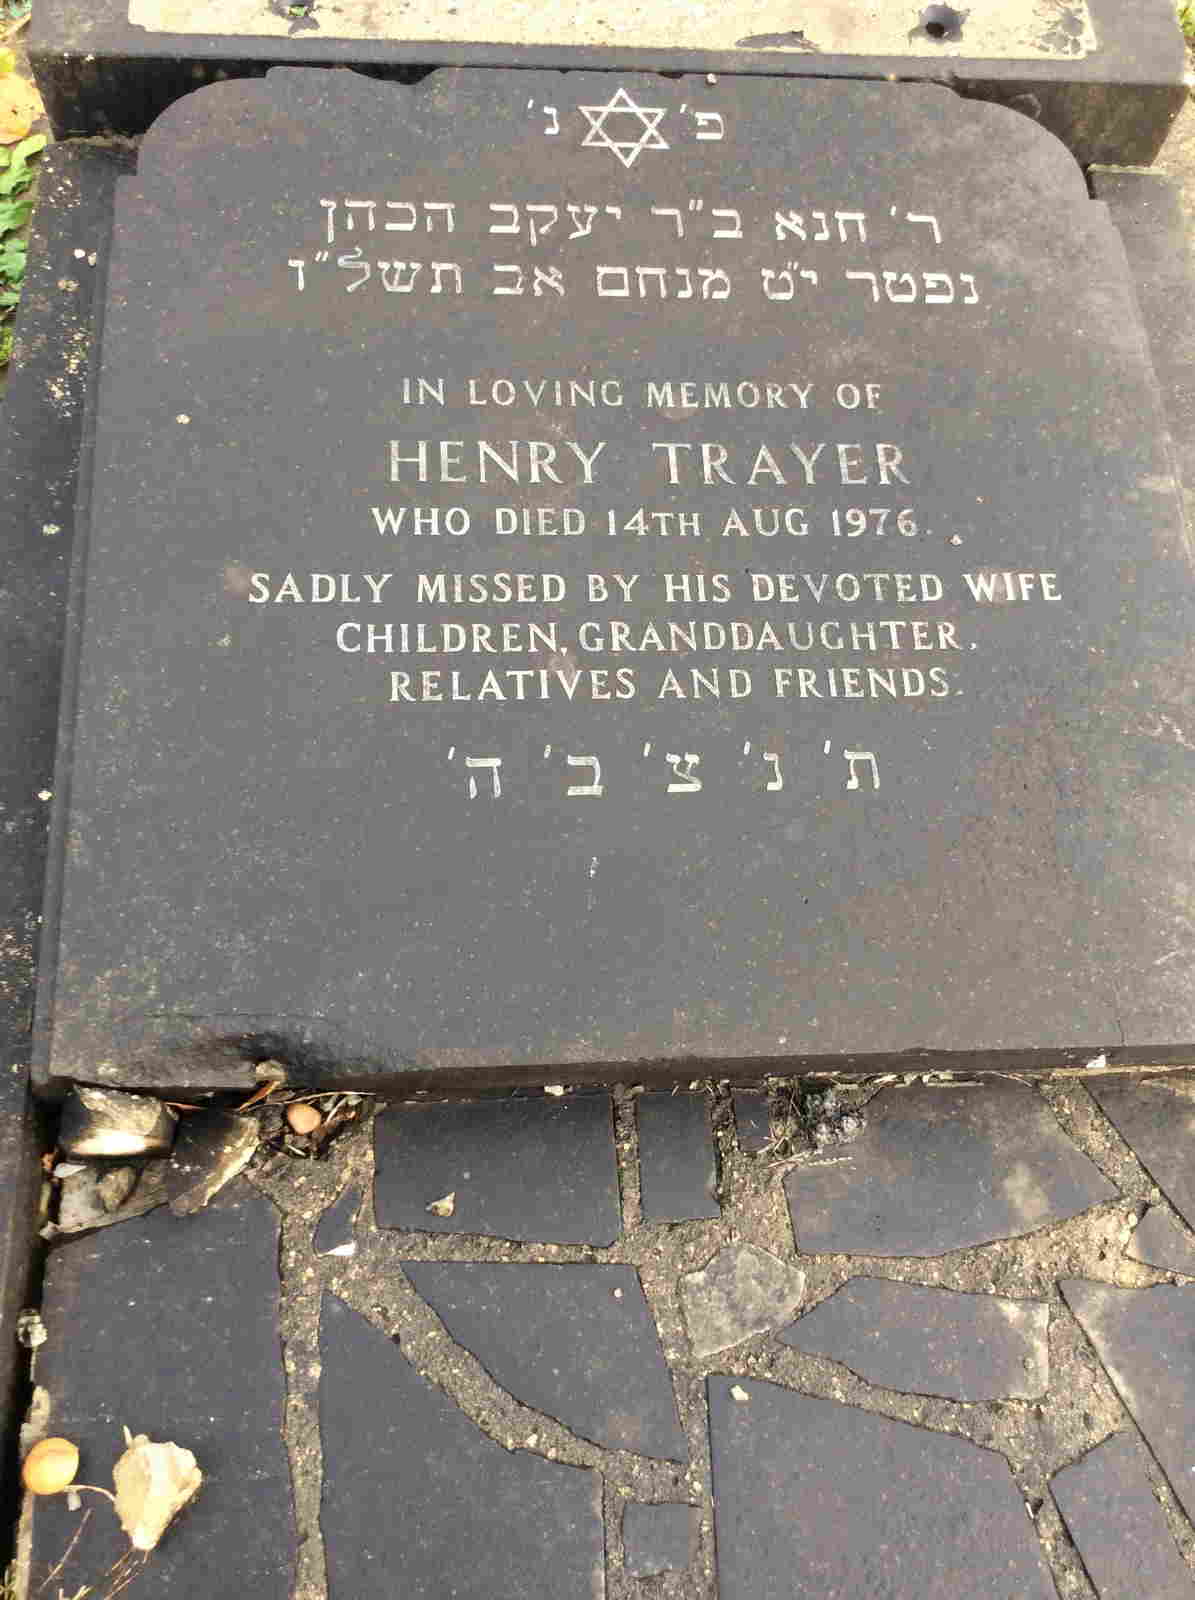 פ' נ'
ר' חנא ב"ר יעקב הכהן
נפטר י"ט מנחם אב תשל"ו
IN LOVING MEMORY OF
HENRY TRAYER
WHO DIED 14TH AUG 1976.
SADLY MISSED BY HIS DEVOTED WIFE
CHILDREN, GRANDDAUGHTER,
RELATIVES AND FRIENDS.
ת' נ' צ' ב' ה'